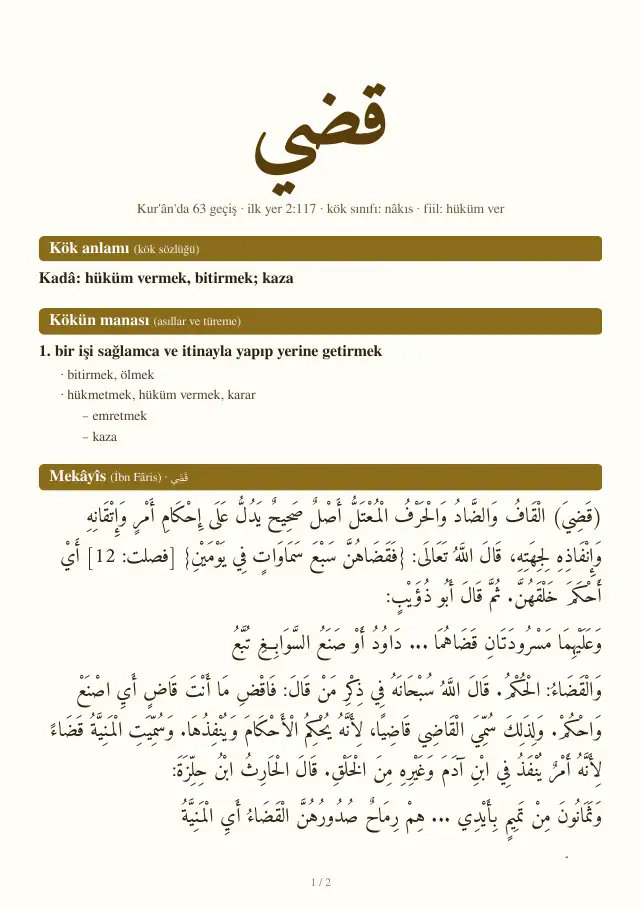 قضي
Kur'ân'da 63 geçiş · ilk yer 2:117 · kök sınıfı: nâkıs · fiil: hüküm ver
Kök anlamı (kök sözlüğü)
Kadâ: hüküm vermek, bitirmek; kaza
Kökün manası (asıllar ve türeme)
1. bir işi sağlamca ve itinayla yapıp yerine getirmek
· bitirmek, ölmek
· hükmetmek, hüküm vermek, karar
– emretmek
– kaza
Mekâyîs (İbn Fâris) · قَضَِي
(قَضِيَ) الْقَافُ وَالضَّادُ وَالْحَرْفُ الْمُعْتَلُّ أَصْلٌ صَحِيحٌ يَدُلُّ عَلَى إِحْكَامِ أَمْرٍ وَإِتْقَانِهِ
وَإِنْفَاذِهِ لِجِهَتِهِ، قَالَ اللَّهُ تَعَالَى: {فَقَضَاهُنَّ سَبْعَ سَمَاوَاتٍ فِي يَوْمَيْنِ} [فصلت: 12] أَيْ
أَحْكَمَ خَلْقَهُنَّ. ثُمَّ قَالَ أَبُو ذُؤَيْبٍ:
وَعَلَيْهِمَا مَسْرُودَتَانِ قَضَاهُمَا ... دَاوُدُ أَوْ صَنَعُ السَّوَابِغِ تُبَّعُ
وَالْقَضَاءُ: الْحُكْمُ. قَالَ اللَّهُ سُبْحَانَهُ فِي ذِكْرِ مَنْ قَالَ: فَاقْضِ مَا أَنْتَ قَاضٍ أَيِ اصْنَعْ
وَاحْكُمْ. وَلِذَلِكَ سُمِّيَ الْقَاضِي قَاضِيًا، لِأَنَّهُ يُحْكِمُ الْأَحْكَامَ وَيُنْفِذُهَا. وَسُمِّيَتِ الْمَنِيَّةُ قَضَاءً
لِأَنَّهُ أَمْرٌ يُنْفَذُ فِي ابْنِ آدَمَ وَغَيْرِهِ مِنَ الْخَلْقِ. قَالَ الْحَارِثُ ابْنُ حِلِّزَةَ:
وَثَمَانُونَ مِنْ تَمِيمٍ بِأَيْدِي ... هِمْ رِمَاحٌ صُدُورُهُنَّ الْقَضَاءُ أَيِ الْمَنِيَّةُ
.
1 / 2